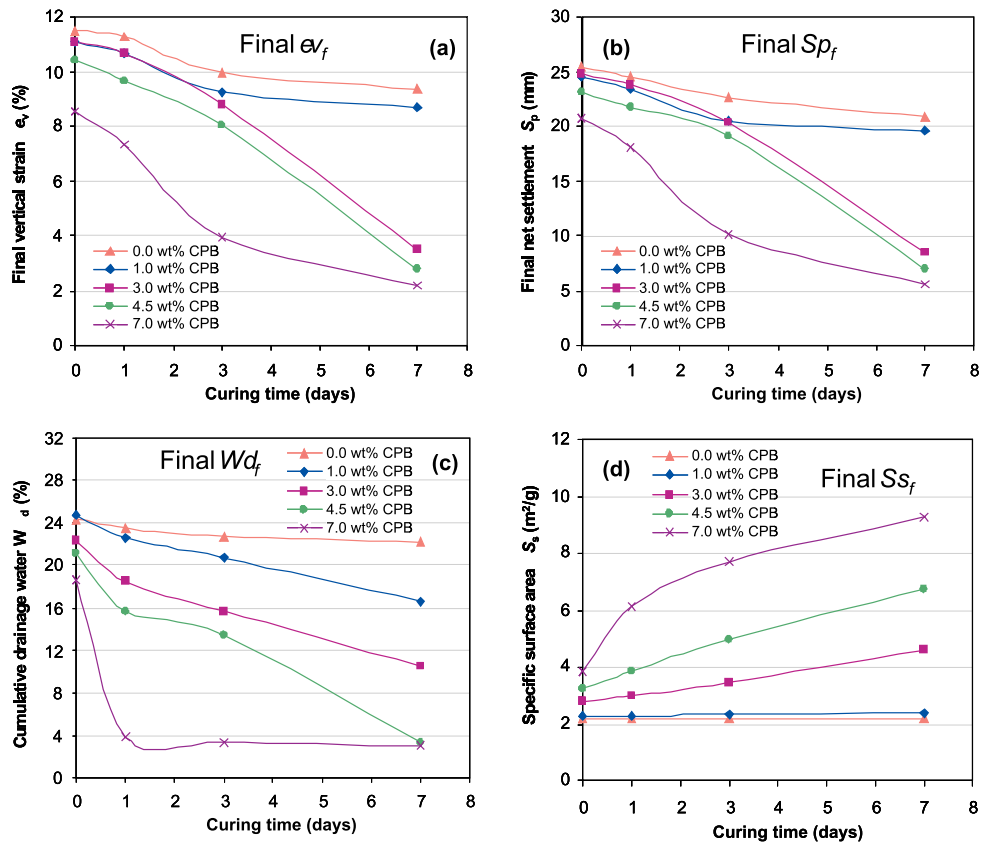 Final evf (a)
Final vertical strain ev (%)
12
10
8
6
4
2
0
0.0 wt% CPB
1.0 wt% CPB
3.0 wt% CPB
4.5 wt% CPB
7.0 wt% CPB
0 1 2 3 4 5 6 7 8
Curing time (days)
(b) Final Spf
Final net settlement Sp (mm)
30
25
20
15
10
5
0
0.0 wt% CPB
1.0 wt% CPB
3.0 wt% CPB
4.5 wt% CPB
7.0 wt% CPB
0 1 2 3 4 5 6 7 8
Curing time (days)
Final Wdf (c)
Cumulative drainage water W d (%)
32
28
24
20
16
12
8
4
0
0.0 wt% CPB
1.0 wt% CPB
3.0 wt% CPB
4.5 wt% CPB
7.0 wt% CPB
0 1 2 3 4 5 6 7 8
Curing time (days)
(d) Final Ssf
Specific surface area Ss (m²/g)
12
10
8
6
4
2
0
0.0 wt% CPB
1.0 wt% CPB
3.0 wt% CPB
4.5 wt% CPB
7.0 wt% CPB
0 1 2 3 4 5 6 7 8
Curing time (days)